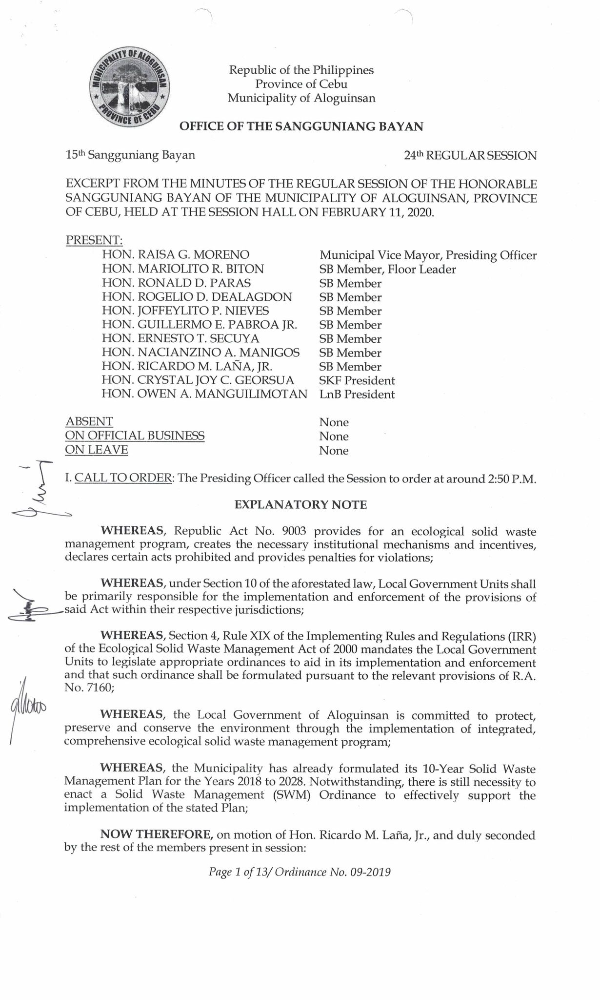 MUNICIPALITY OF ALOGUINSAN
PROVINCE OF CEBU
1886
Republic of the Philippines
Province of Cebu
Municipality of Aloguinsan
OFFICE OF THE SANGGUNIANG BAYAN
15th Sangguniang Bayan 24th REGULAR SESSION
EXCERPT FROM THE MINUTES OF THE REGULAR SESSION OF THE HONORABLE
SANGGUNIANG BAYAN OF THE MUNICIPALITY OF ALOGUINSAN, PROVINCE
OF CEBU, HELD AT THE SESSION HALL ON FEBRUARY 11, 2020.
PRESENT:
HON. RAISA G. MORENO Municipal Vice Mayor, Presiding Officer
HON. MARIOLITO R. BITON SB Member, Floor Leader
HON. RONALD D. PARAS SB Member
HON. ROGELIO D. DEALAGDON SB Member
HON. JOFFEYLITO P. NIEVES SB Member
HON. GUILLERMO E. PABROA JR. SB Member
HON. ERNESTO T. SECUYA SB Member
HON. NACIANZINO A. MANIGOS SB Member
HON. RICARDO M. LAÑA, JR. SB Member
HON. CRYSTAL JOY C. GEORSUA SKF President
HON. OWEN A. MANGUILIMOTAN LnB President
ABSENT None
ON OFFICIAL BUSINESS None
ON LEAVE None
I. CALL TO ORDER: The Presiding Officer called the Session to order at around 2:50 P.M.
EXPLANATORY NOTE
WHEREAS, Republic Act No. 9003 provides for an ecological solid waste
management program, creates the necessary institutional mechanisms and incentives,
declares certain acts prohibited and provides penalties for violations;
WHEREAS, under Section 10 of the aforestated law, Local Government Units shall
be primarily responsible for the implementation and enforcement of the provisions of
said Act within their respective jurisdictions;
WHEREAS, Section 4, Rule XIX of the Implementing Rules and Regulations (IRR)
of the Ecological Solid Waste Management Act of 2000 mandates the Local Government
Units to legislate appropriate ordinances to aid in its implementation and enforcement
and that such ordinance shall be formulated pursuant to the relevant provisions of R.A.
No. 7160;
WHEREAS, the Local Government of Aloguinsan is committed to protect,
preserve and conserve the environment through the implementation of integrated,
comprehensive ecological solid waste management program;
WHEREAS, the Municipality has already formulated its 10-Year Solid Waste
Management Plan for the Years 2018 to 2028. Notwithstanding, there is still necessity to
enact a Solid Waste Management (SWM) Ordinance to effectively support the
implementation of the stated Plan;
NOW THEREFORE, on motion of Hon. Ricardo M. Laña, Jr., and duly seconded
by the rest of the members present in session:
Page 1 of 13/ Ordinance No. 09-2019